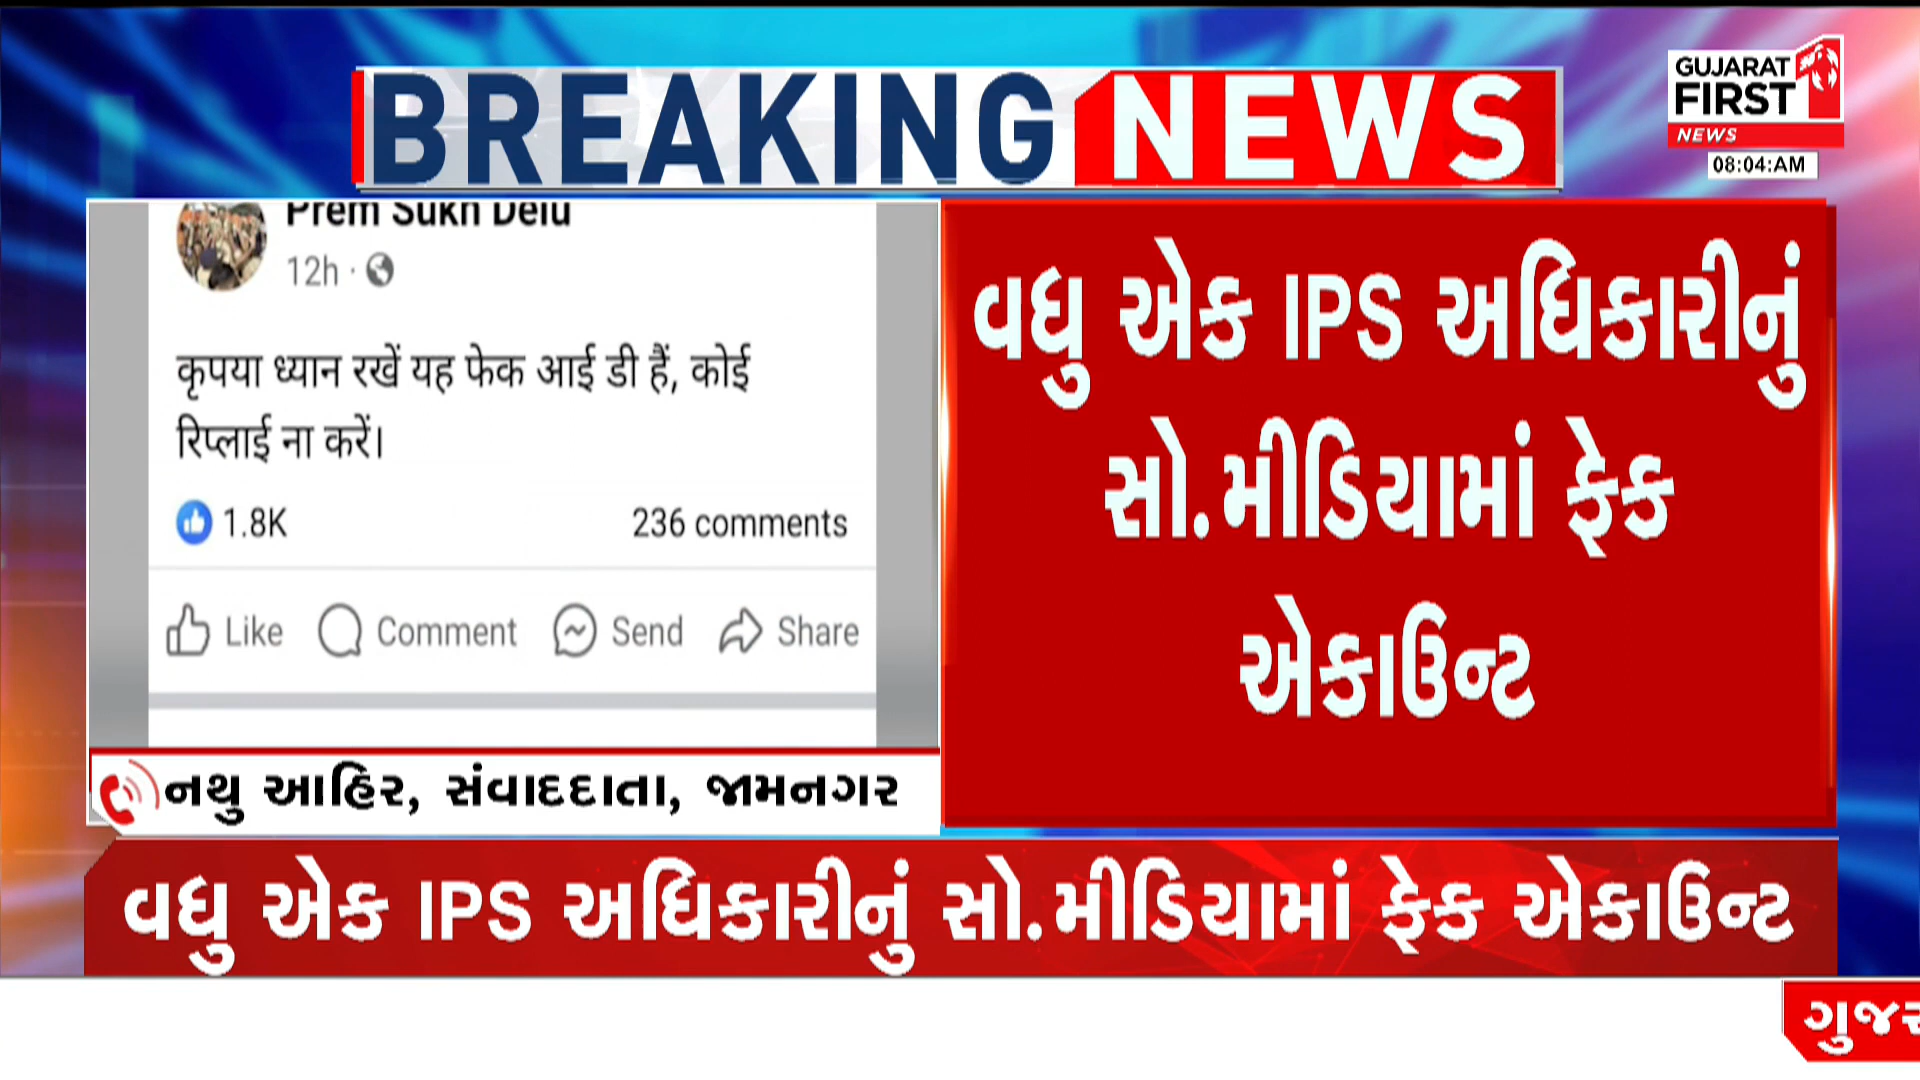 BREAKING NEWS
GUJARAT
FIRST
NEWS
08:04:AM
Prem Sukh Delu
12h
कृपया ध्यान रखें यह फेक आई डी हैं, कोई
रिप्लाई ना करें।
1.8K 236 comments
Like Comment Send Share
નથુ આહિર, સંવાદદાતા, જામનગર
વધુ એક IPS અધિકારીનું
સો.મીડિયામાં ફેક
એકાઉન્ટ
વધુ એક IPS અધિકારીનું સો.મીડિયામાં ફેક એકાઉન્ટ